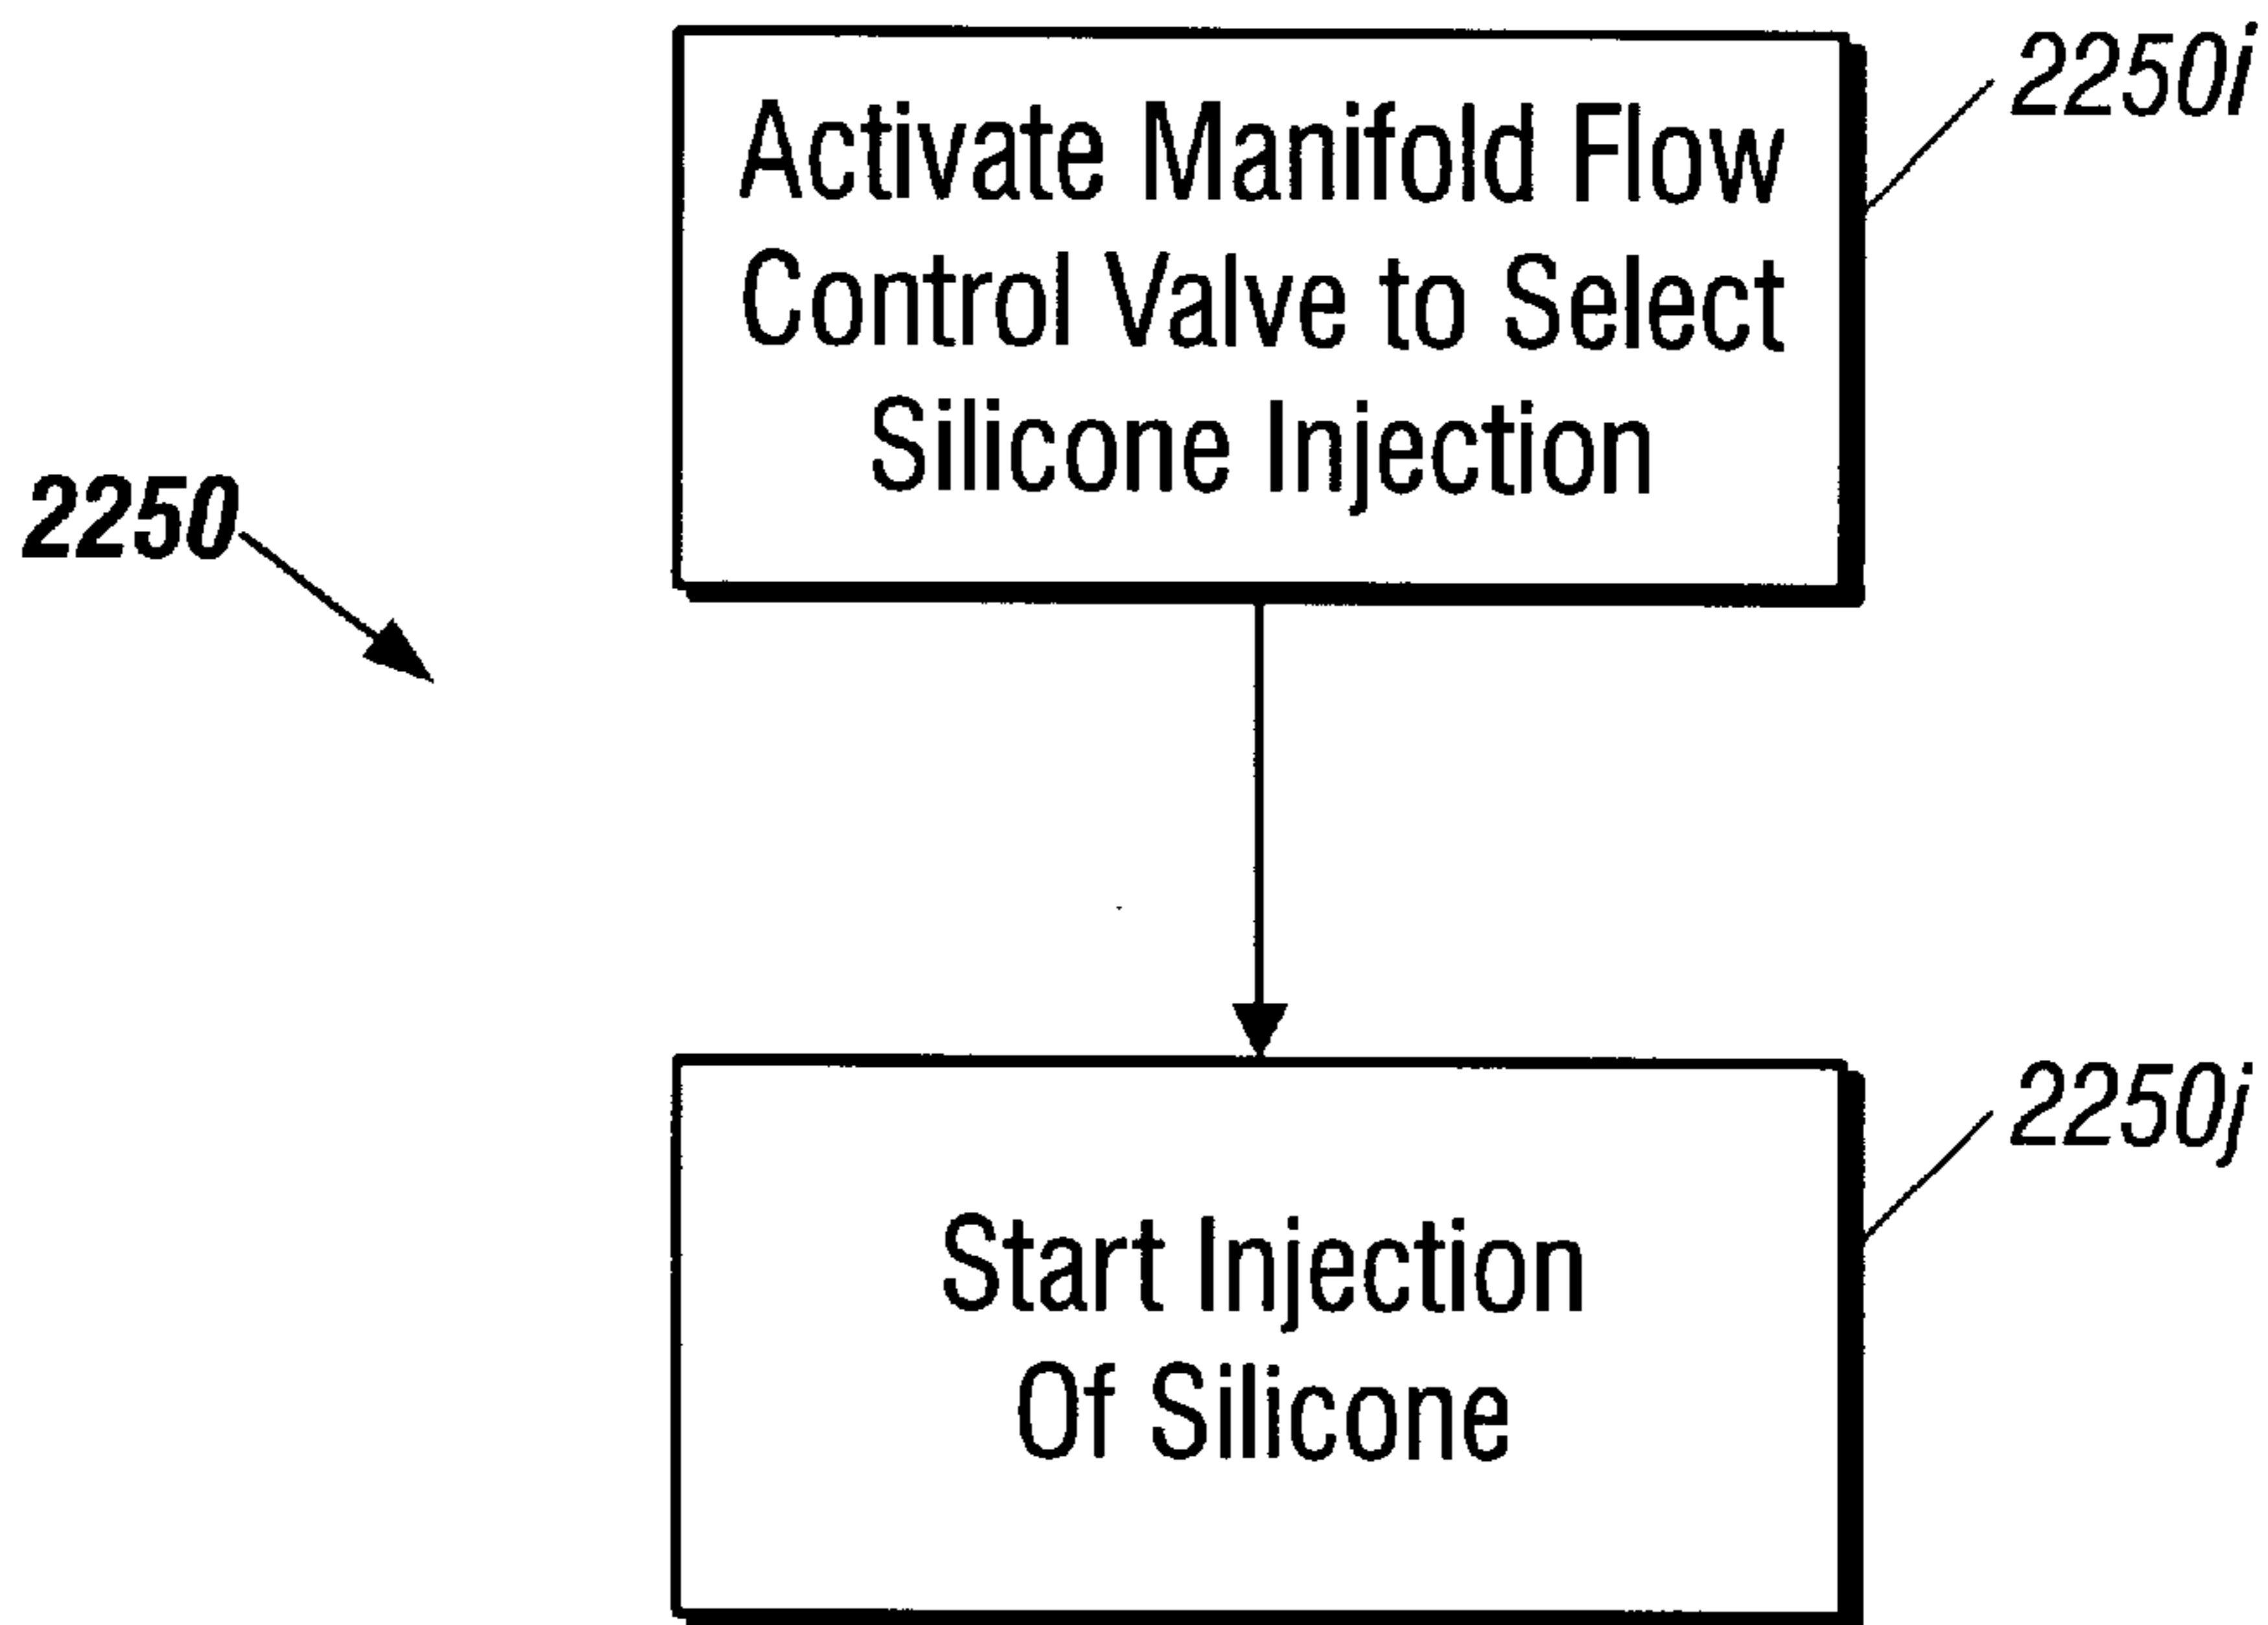 Activate Manifold Flow
Control Valve to Select
Silicone Injection
2250i
2250
Start Injection
Of Silicone
2250j